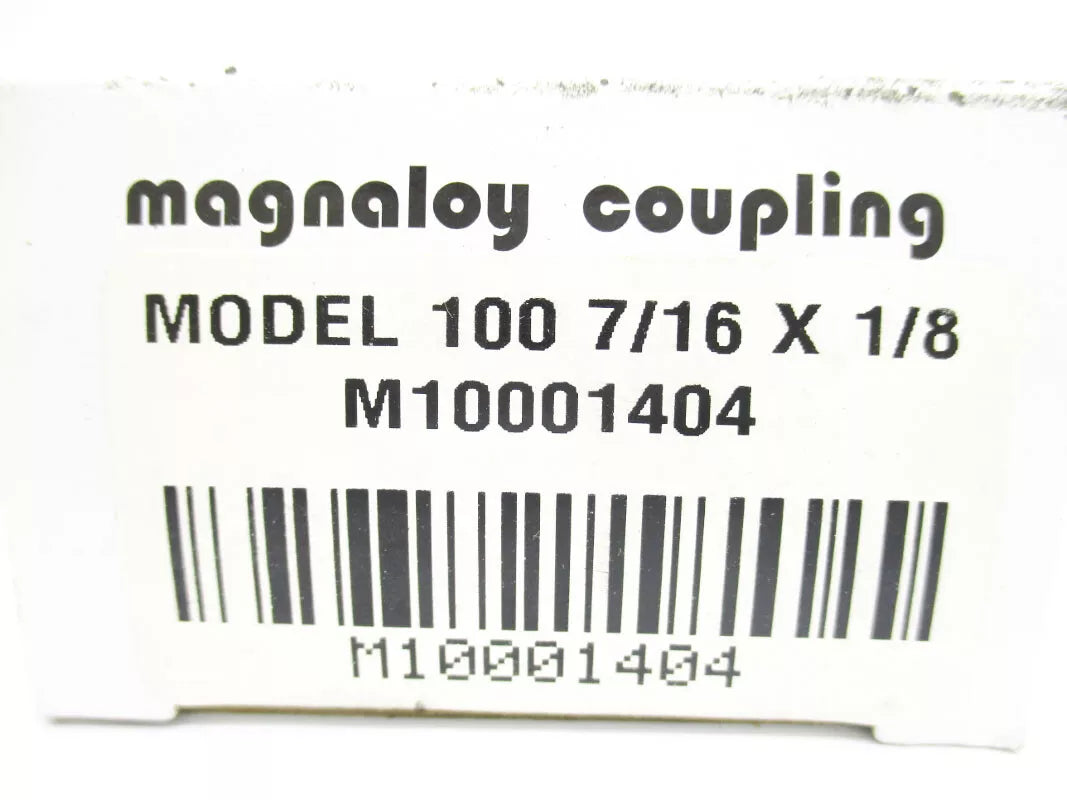 magnaloy coupling
MODEL 100 7/16 X 1/8
M10001404
M10001404